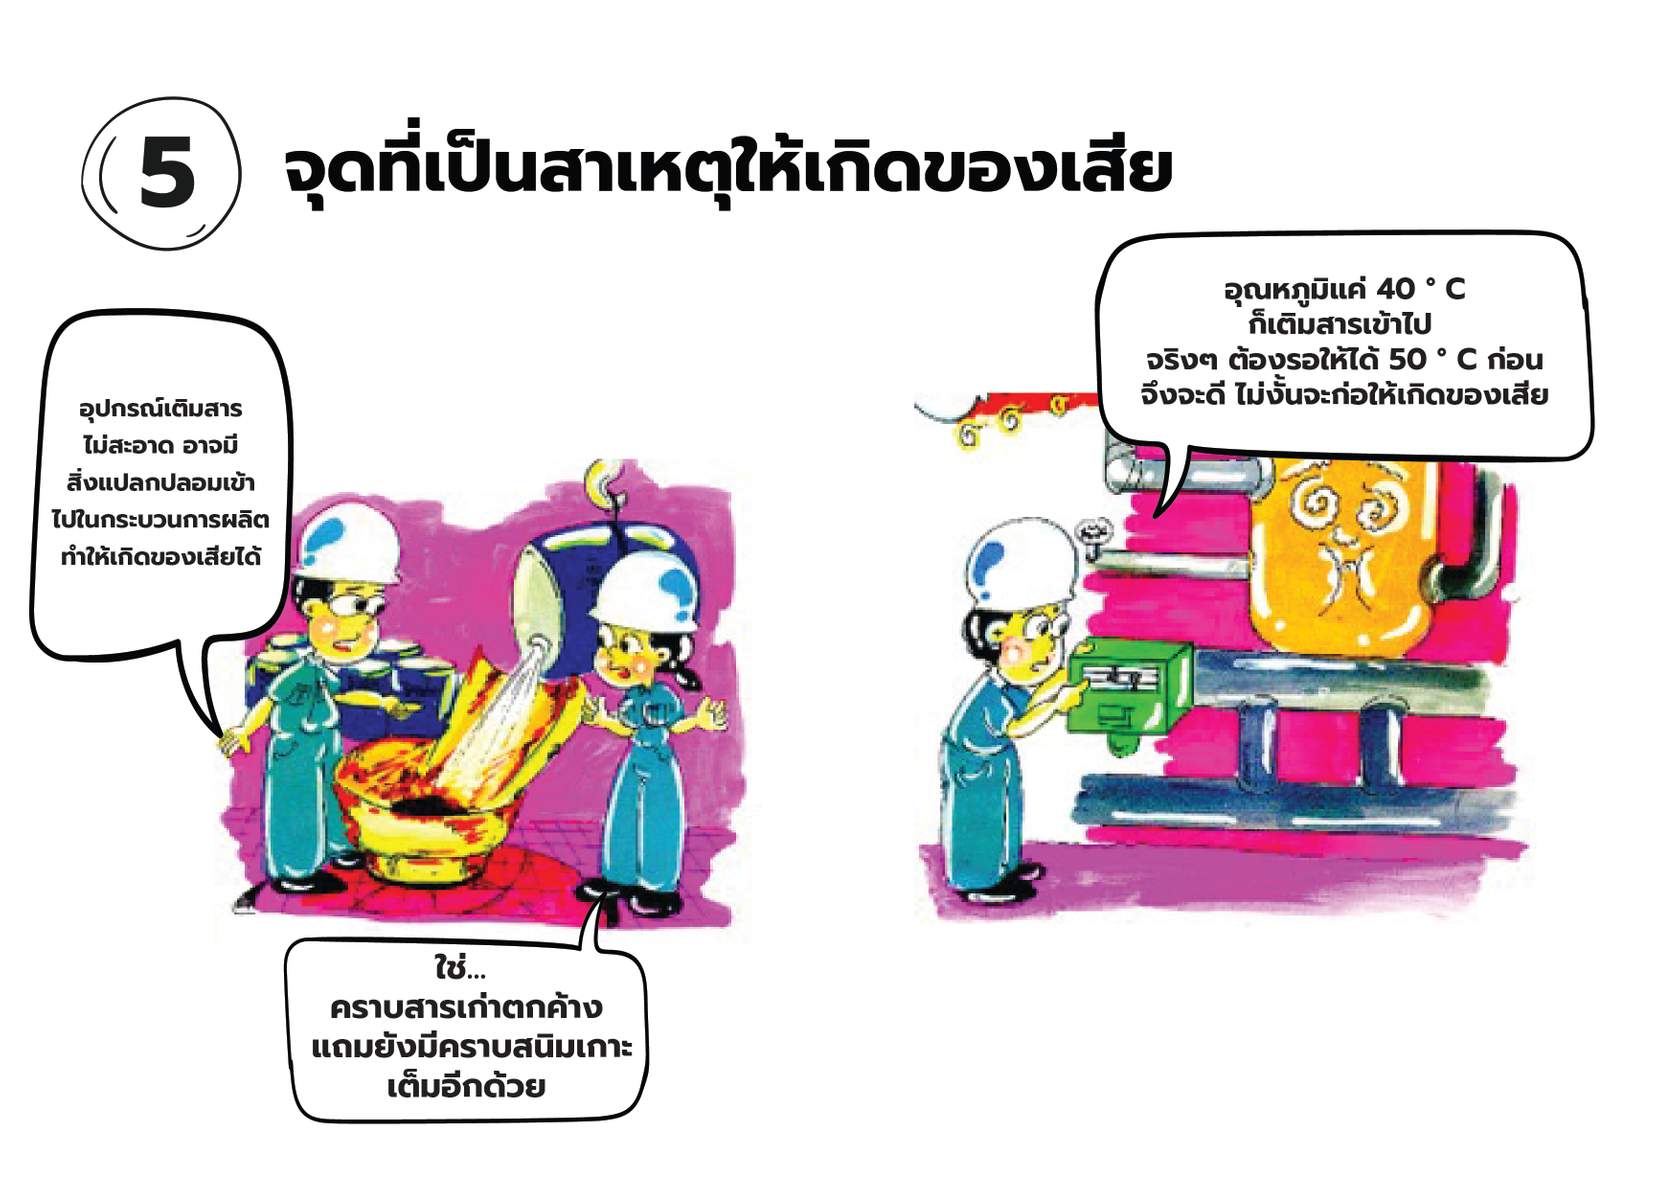 5 จุดที่เป็นสาเหตุให้เกิดของเสีย
อุณหภูมิแค่ 40 ° C
ก็เติมสารเข้าไป
จริงๆ ต้องรอให้ได้ 50 ° C ก่อน
จึงจะดี ไม่งั้นจะก่อให้เกิดของเสีย
อุปกรณ์เติมสาร
ไม่สะอาด อาจมี
สิ่งแปลกปลอมเข้า
ไปในกระบวนการผลิต
ทำให้เกิดของเสียได้
ใช่...
คราบสารเก่าตกค้าง
แถมยังมีคราบสนิมเกาะ
เต็มอีกด้วย